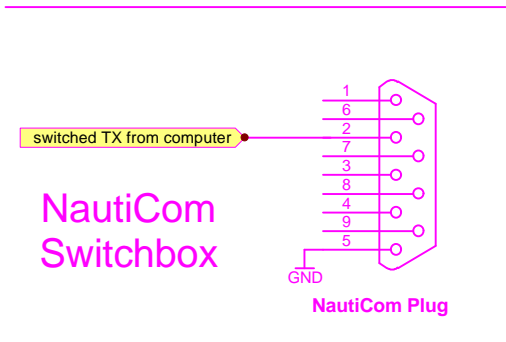 1
6
switched TX from computer 2
7
3
NautiCom
Switchbox
8
4
9
5
GND
NautiCom Plug